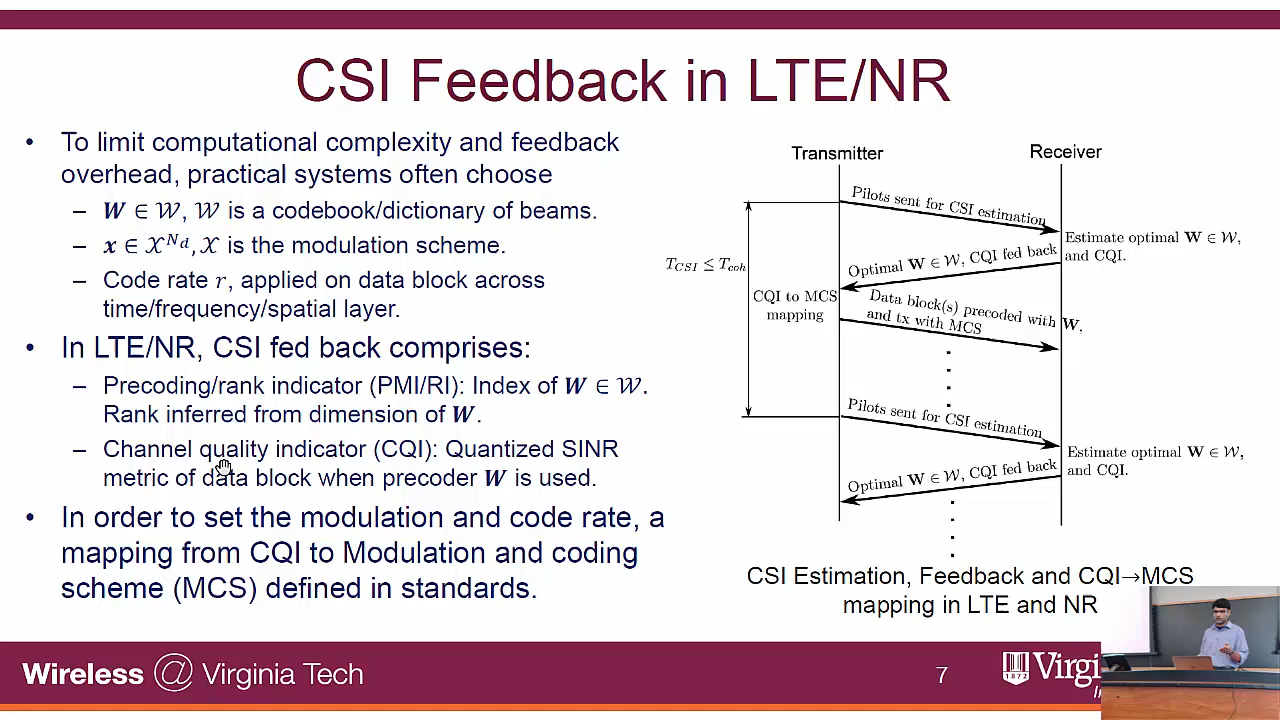 CSI Feedback in LTE/NR
• To limit computational complexity and feedback
overhead, practical systems often choose
– W ∈ 𝒲, 𝒲 is a codebook/dictionary of beams.
– x ∈ 𝒳^{N_d}, 𝒳 is the modulation scheme.
– Code rate r, applied on data block across
time/frequency/spatial layer.
• In LTE/NR, CSI fed back comprises:
– Precoding/rank indicator (PMI/RI): Index of W ∈ 𝒲.
Rank inferred from dimension of W.
– Channel quality indicator (CQI): Quantized SINR
metric of data block when precoder W is used.
• In order to set the modulation and code rate, a
mapping from CQI to Modulation and coding
scheme (MCS) defined in standards.
Transmitter
Receiver
Pilots sent for CSI estimation
Estimate optimal W ∈ 𝒲,
and CQI.
T_{CSI} ≤ T_{coh}
Optimal W ∈ 𝒲, CQI fed back
CQI to MCS
mapping
Data block(s) precoded with W,
and tx with MCS
Pilots sent for CSI estimation
Estimate optimal W ∈ 𝒲,
and CQI.
Optimal W ∈ 𝒲, CQI fed back
CSI Estimation, Feedback and CQI→MCS
mapping in LTE and NR
Wireless @ Virginia Tech
7
1872